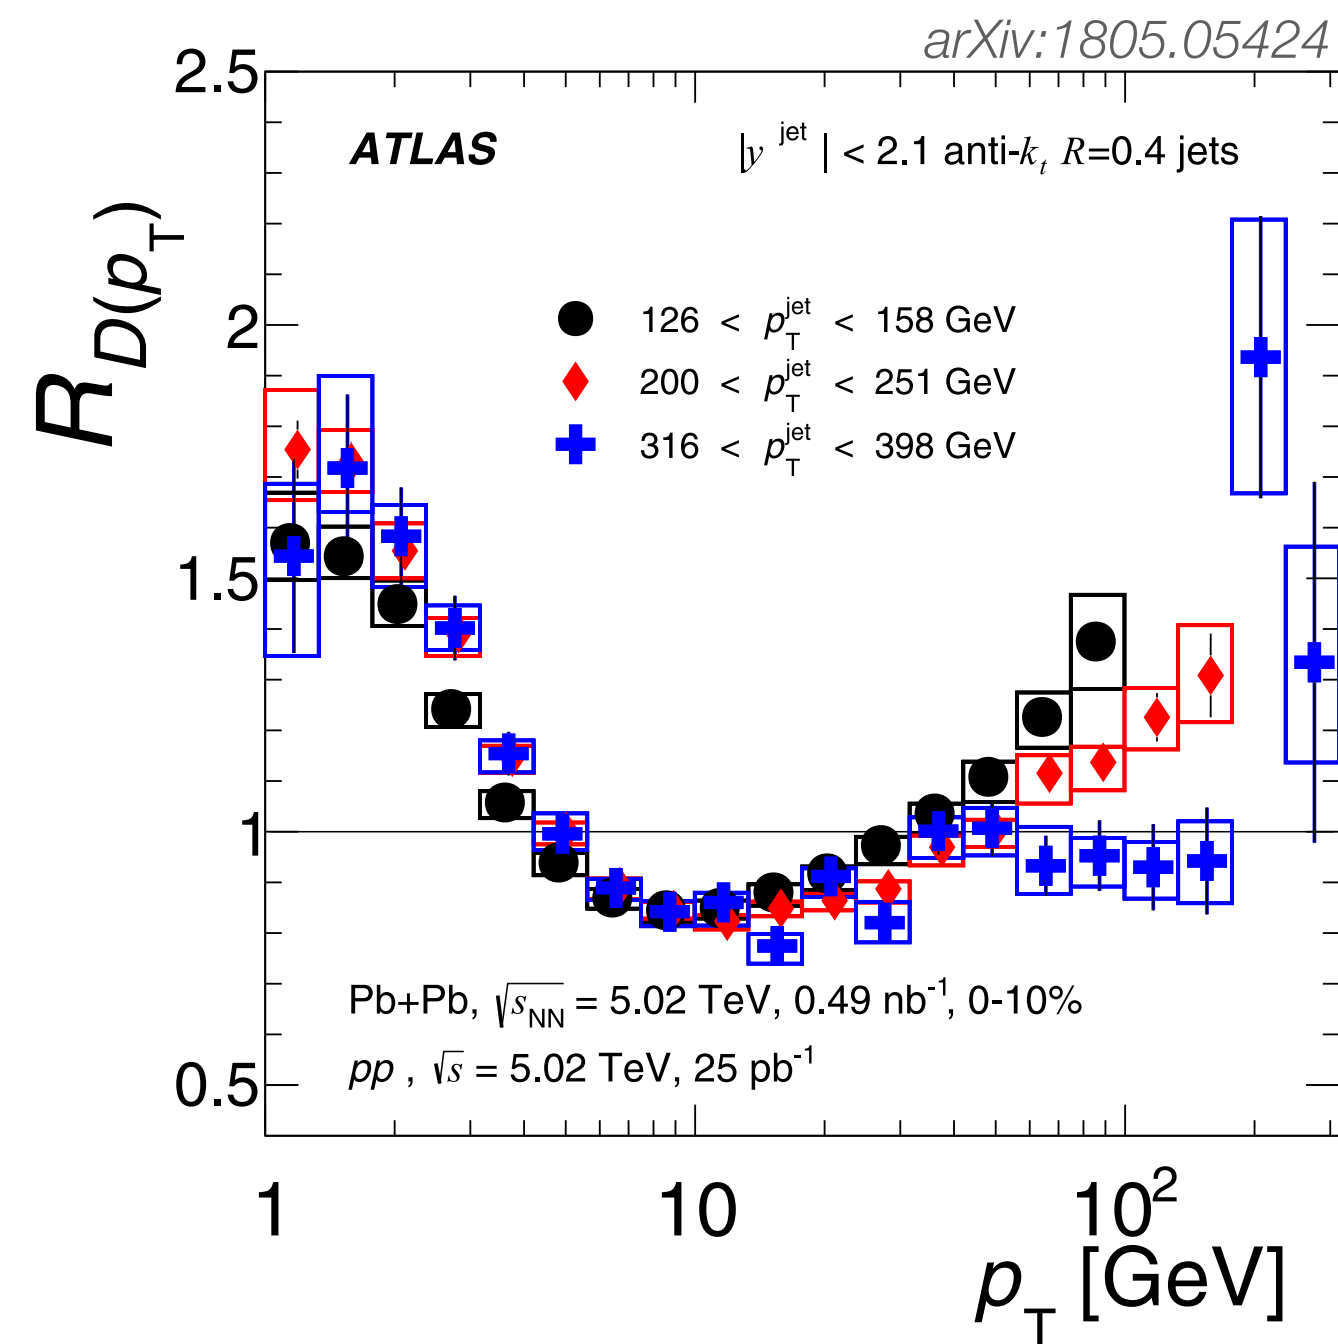 arXiv:1805.05424
2.5
ATLAS |y^jet| < 2.1 anti-k_t R=0.4 jets
R_D(p_T)
2
126 < p_T^jet < 158 GeV
200 < p_T^jet < 251 GeV
316 < p_T^jet < 398 GeV
1.5
1
Pb+Pb, √s_NN = 5.02 TeV, 0.49 nb^-1, 0-10%
pp , √s = 5.02 TeV, 25 pb^-1
0.5
1 10 10^2
p_T [GeV]